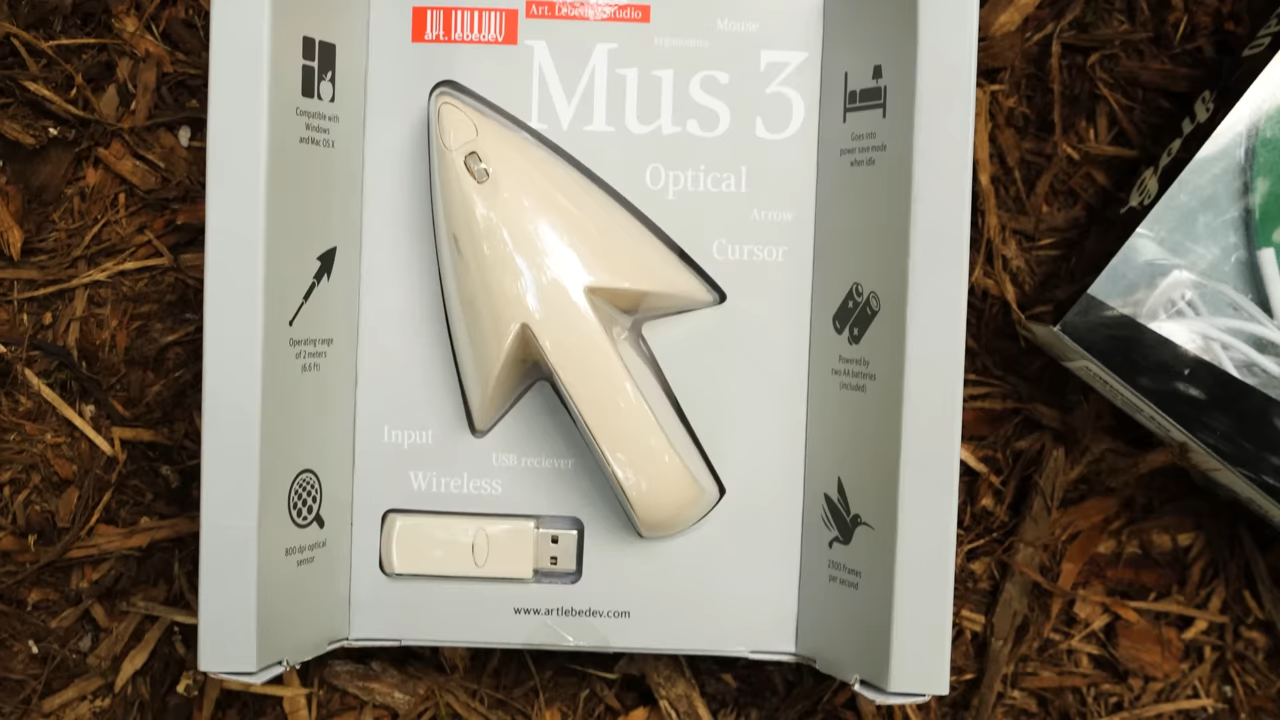 art. lebedev
Art. Lebedev Studio
Mouse
Ergonomics
Mus 3
Optical
Arrow
Cursor
Compatible with
Windows
and Mac OS X
Operating range
of 2 meters
(6.6 ft)
800 dpi optical
sensor
Input
USB reciever
Wireless
www.artlebedev.com
Goes into
power save mode
when idle
Powered by
two AA batteries
(included)
2300 frames
per second